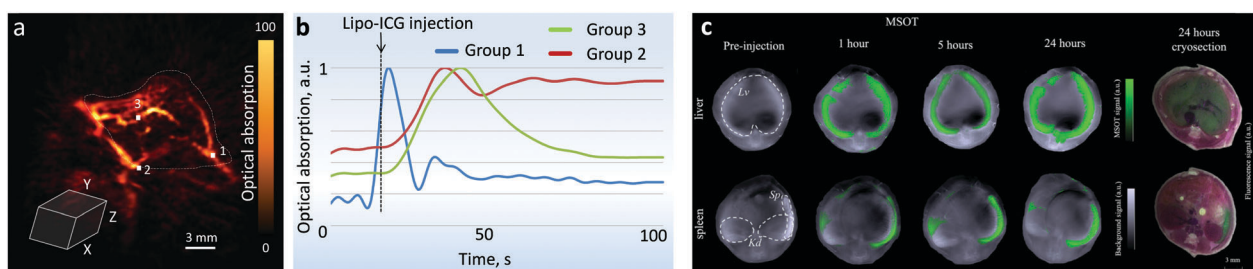 a
100
Optical absorption
0
3
1
2
Y
Z
X
3 mm
b
Lipo-ICG injection
Group 1
Group 3
Group 2
Optical absorption, a.u.
1
0
50
100
Time, s
c
MSOT
Pre-injection
1 hour
5 hours
24 hours
24 hours
cryosection
liver
Lv
MSOT signal (a.u.)
Fluorescence signal (a.u.)
spleen
Sp
Kd
Background signal (a.u.)
3 mm